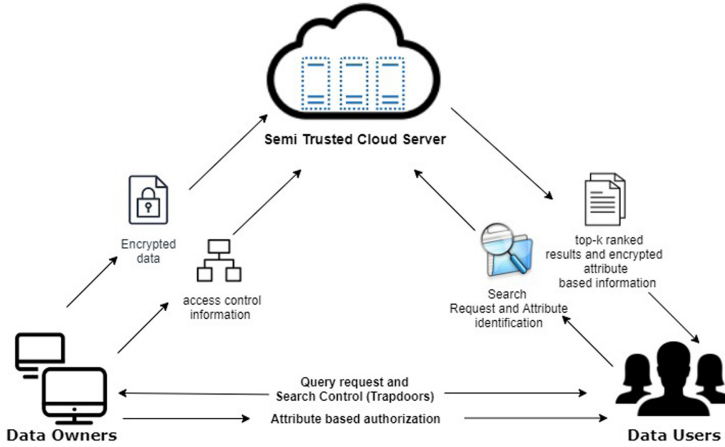 Semi Trusted Cloud Server
Encrypted
data
access control
information
top-k ranked
results and encrypted
attribute
based information
Search
Request and Attribute
identification
Query request and
Search Control (Trapdoors)
Attribute based authorization
Data Owners
Data Users